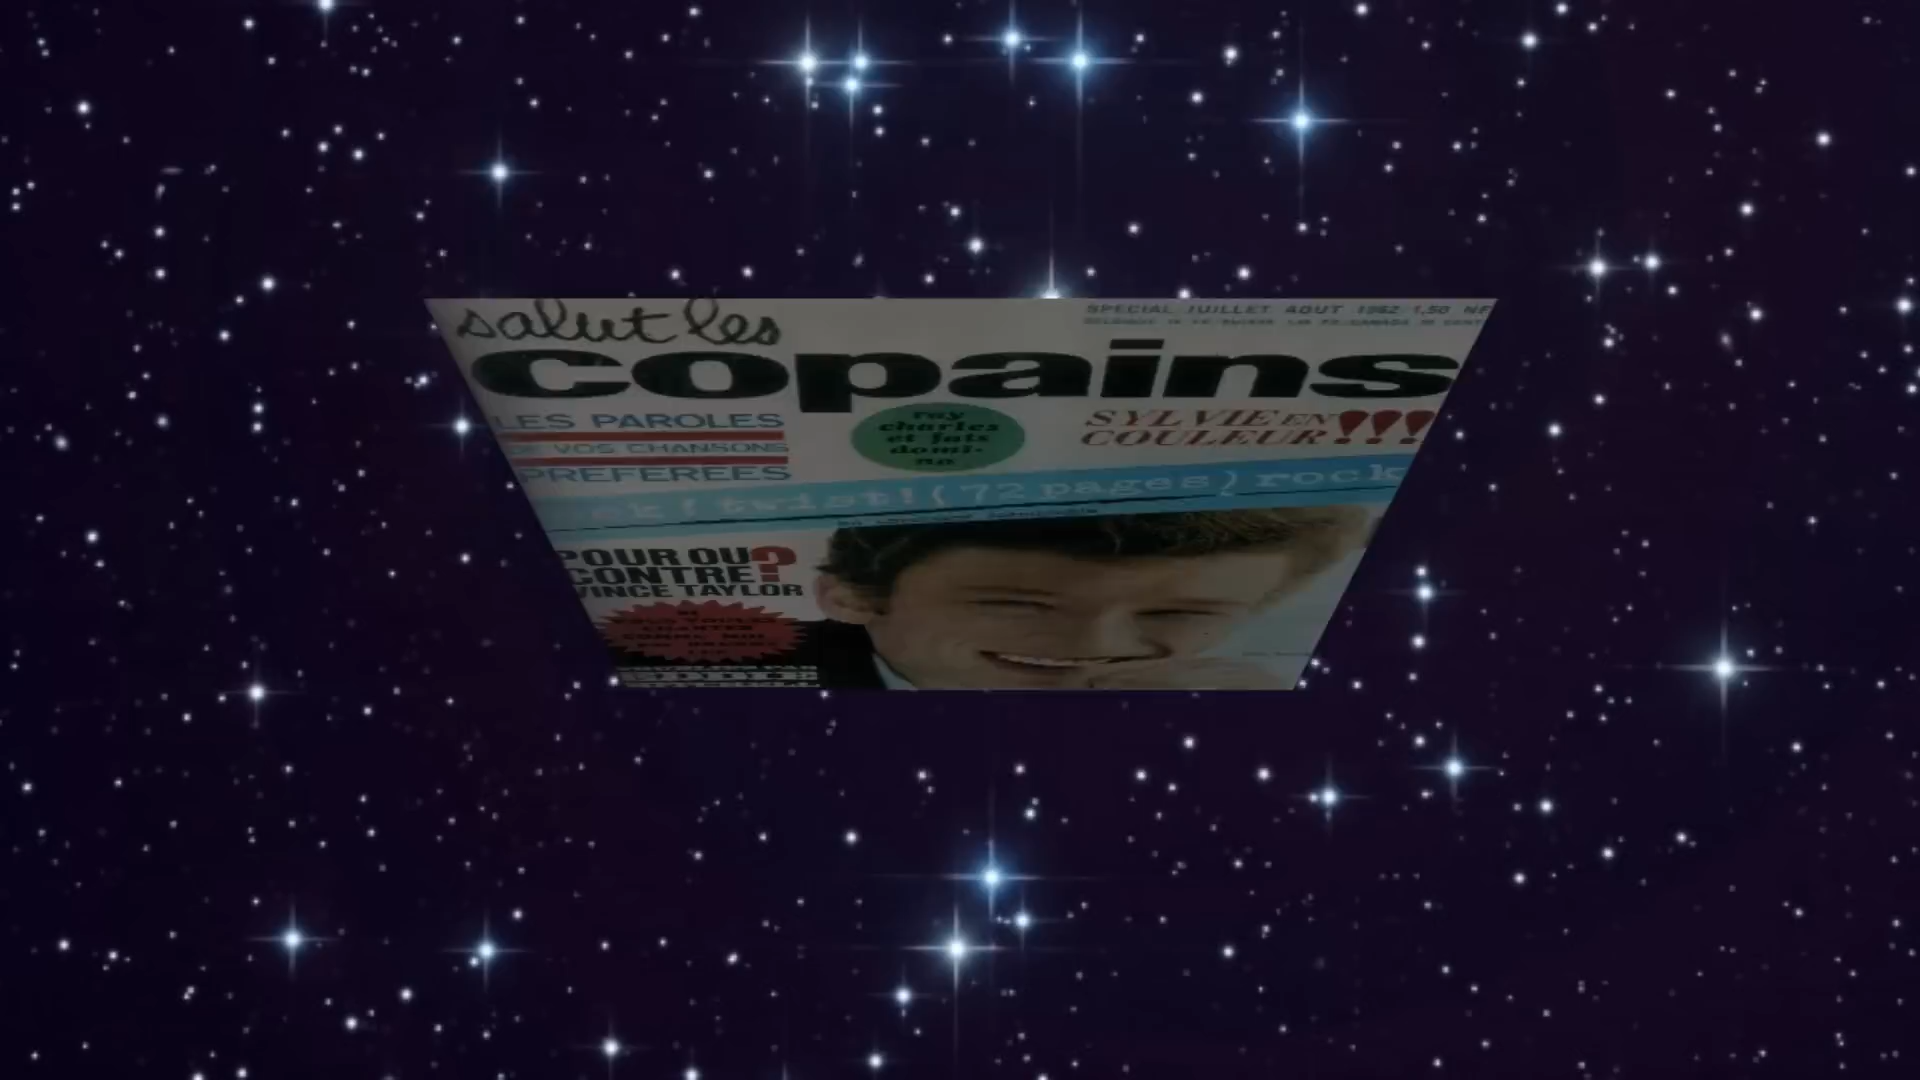 salut les
SPECIAL JUILLET AOUT 1962 1,50 NF
copains
LES PAROLES
DE VOS CHANSONS
PREFEREES
ray
charles
et fats
domi-
no
SYLVIE EN
COULEUR !!!!
twist! (72 pages) rock
POUR OU
CONTRE?
VINCE TAYLOR